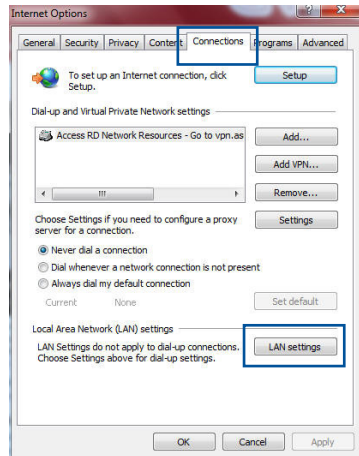 Internet Options
General Security Privacy Content Connections Programs Advanced
To set up an Internet connection, click
Setup.
Setup
Dial-up and Virtual Private Network settings
Access RD Network Resources - Go to vpn.as
Add...
Add VPN...
Remove...
Choose Settings if you need to configure a proxy
server for a connection.
Settings
Never dial a connection
Dial whenever a network connection is not present
Always dial my default connection
Current None
Set default
Local Area Network (LAN) settings
LAN Settings do not apply to dial-up connections.
Choose Settings above for dial-up settings.
LAN settings
OK Cancel Apply